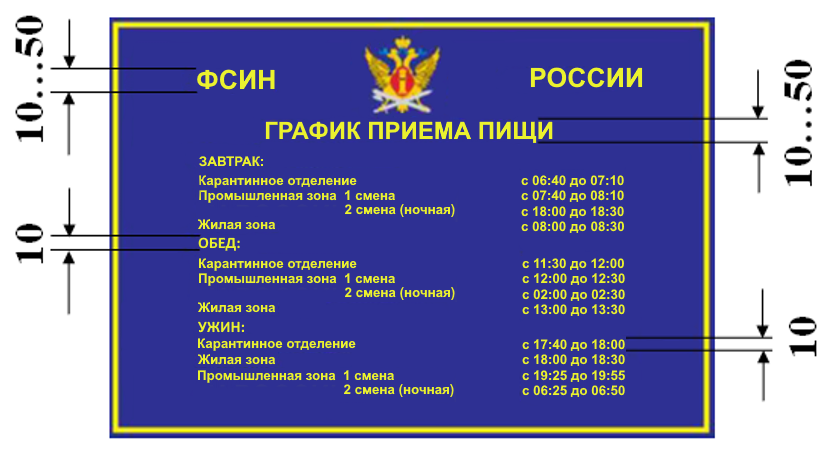 10...50
ФСИН РОССИИ
10...50
ГРАФИК ПРИЕМА ПИЩИ
ЗАВТРАК:
Карантинное отделение с 06:40 до 07:10
Промышленная зона 1 смена с 07:40 до 08:10
2 смена (ночная) с 18:00 до 18:30
Жилая зона с 08:00 до 08:30
10
ОБЕД:
Карантинное отделение с 11:30 до 12:00
Промышленная зона 1 смена с 12:00 до 12:30
2 смена (ночная) с 02:00 до 02:30
Жилая зона с 13:00 до 13:30
УЖИН:
Карантинное отделение с 17:40 до 18:00
10
Жилая зона с 18:00 до 18:30
Промышленная зона 1 смена с 19:25 до 19:55
2 смена (ночная) с 06:25 до 06:50